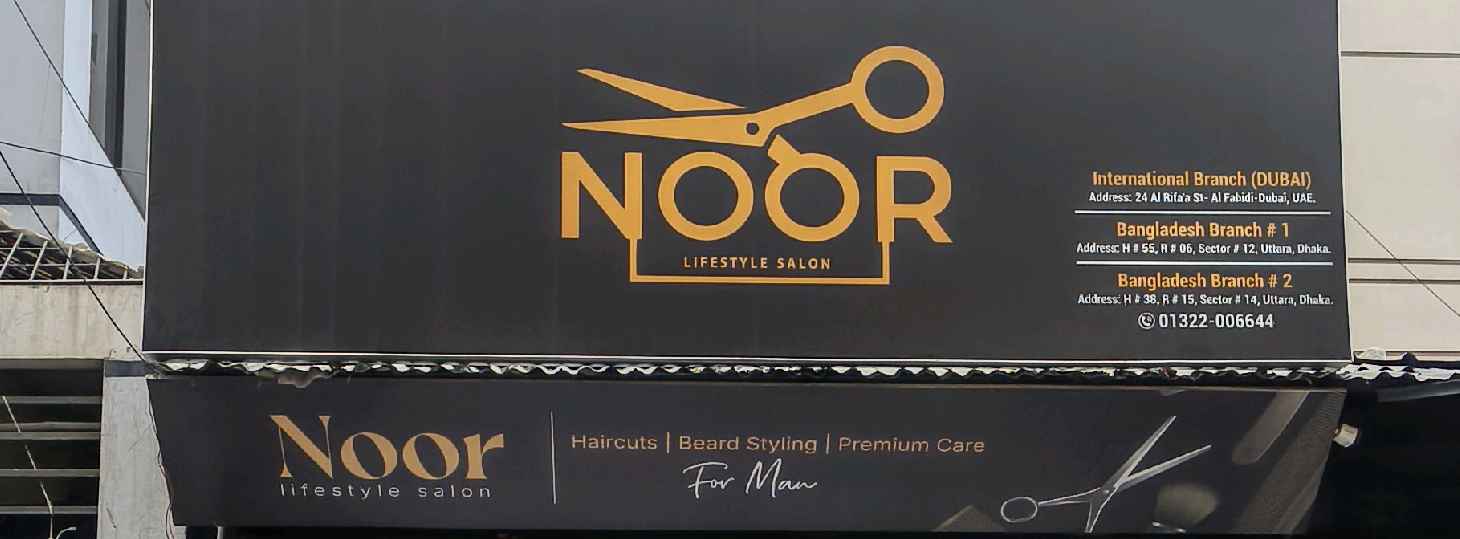 NOOR
LIFESTYLE SALON
International Branch (DUBAI)
Address: 24 Al Rifa'a St- Al Fabidi-Dubai, UAE.
Bangladesh Branch # 1
Address: H # 55, R # 06, Sector # 12, Uttara, Dhaka.
Bangladesh Branch # 2
Address: H # 38, R # 15, Sector # 14, Uttara, Dhaka.
01322-006644
Noor
lifestyle salon
Haircuts | Beard Styling | Premium Care
For Man